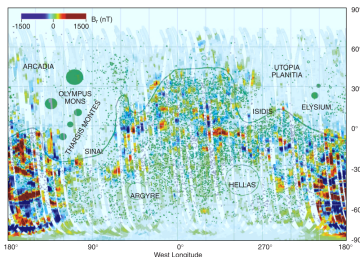 Br (nT)
-1500 0 1500
90°
ARCADIA
UTOPIA
PLANITIA
60°
OLYMPUS
MONS
30°
ELYSIUM
ISIDIS
THARSIS MONTES
0°
SINAI
-30°
HELLAS
ARGYRE
-60°
-90°
180° 90° 0° 270° 180°
West Longitude